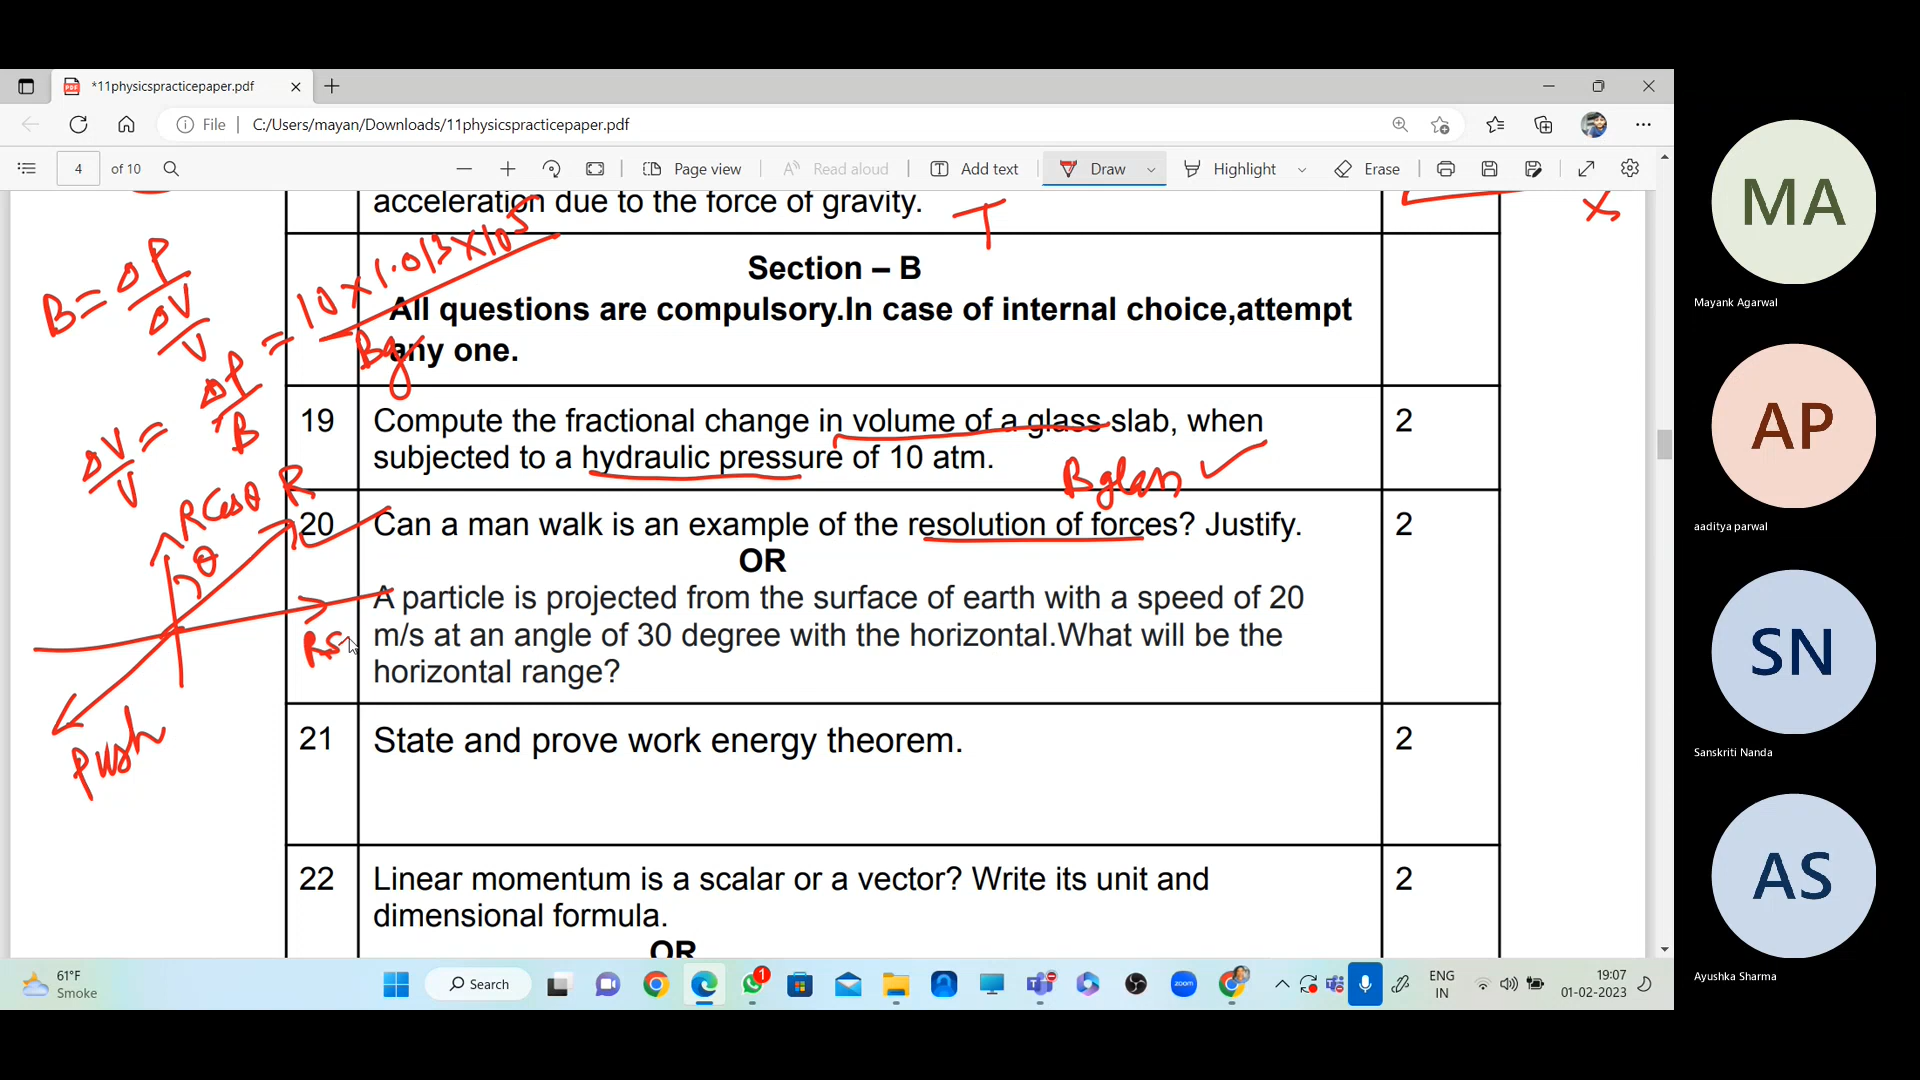 *11physicspracticepaper.pdf
File
C:/Users/mayan/Downloads/11physicspracticepaper.pdf
4 of 10
Page view
Read aloud
Add text
Draw
Highlight
Erase
acceleration due to the force of gravity.
T
x
Section – B
All questions are compulsory.In case of internal choice,attempt
any one.
B = ΔP
ΔV
V
= 10 × 1.013 × 10 5
Bg
ΔV
V
= ΔP
B
19
Compute the fractional change in volume of a glass slab, when
subjected to a hydraulic pressure of 10 atm.
2
B glass
20
Can a man walk is an example of the resolution of forces? Justify.
2
OR
A particle is projected from the surface of earth with a speed of 20
m/s at an angle of 30 degree with the horizontal.What will be the
horizontal range?
R Cosθ
R
θ
RS
Push
21
State and prove work energy theorem.
2
22
Linear momentum is a scalar or a vector? Write its unit and
dimensional formula.
2
OR
MA
Mayank Agarwal
AP
aaditya parwal
SN
Sanskriti Nanda
AS
Ayushka Sharma
61°F
Smoke
Search
1
zoom
ENG
IN
19:07
01-02-2023